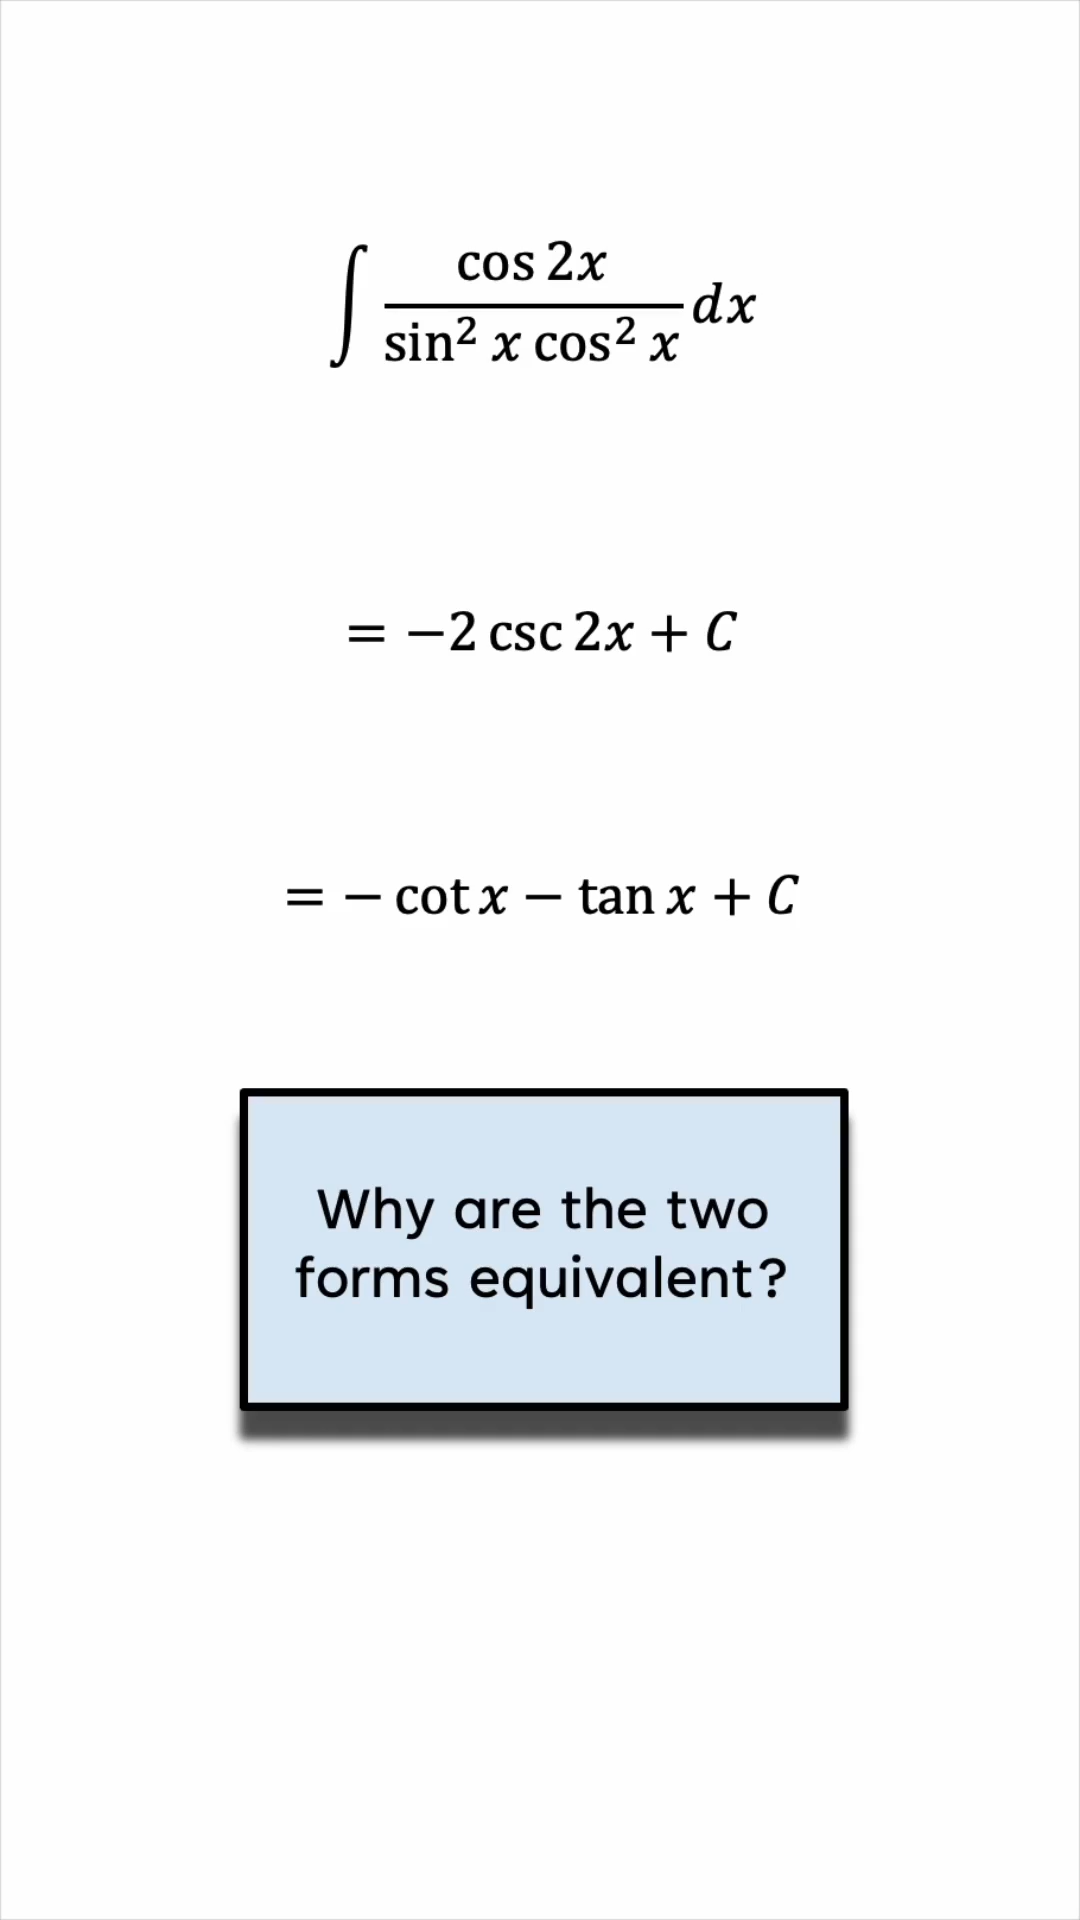 ∫ cos 2x / sin² x cos² x dx
= −2 csc 2x + C
= − cot x − tan x + C
Why are the two
forms equivalent?